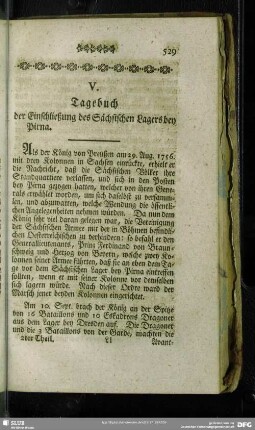 529
V.
Tagebuch
der Einschließung des Sächsischen Lagers bey
Pirna.
Als der König von Preußen am 29. Aug. 1756.
mit drey Kolonnen in Sachsen einrückte, erhielt er
die Nachricht, daß die Sächsischen Völker ihre
Standquartiere verlassen, und sich in den Posten
bey Pirna gezogen hatten, welcher von ihren Gene-
rals erwählet worden, um sich daselbst zu versamm-
len, und abzuwarten, welche Wendung die öffentli-
chen Angelegenheiten nehmen würden. Da nun dem
König sehr viel daran gelegen war, die Vereinigung
der Sächsischen Armee mit der in Böhmen befindli-
chen Oesterreichischen zu verhindern: so befahl er den
Generallieutenants, Prinz Ferdinand von Braun-
schweig und Herzog von Bevern, welche zwey Ko-
lonnen seiner Armee führten, daß sie an eben dem Ta-
ge vor dem Sächsischen Lager bey Pirna eintreffen
sollten, wenn er mit seiner Kolonne vor demselben
sich lagern würde. Nach dieser Ordre ward der
Marsch jener beyden Kolonnen eingerichtet.
Am 10. Sept. brach der König an der Spitze
von 16 Bataillons und 10 Eskadrons Dragoner
aus dem Lager bey Dresden auf. Die Dragoner
und die 3 Bataillons von der Garde, machten die
2ter Theil. Ll Avant-